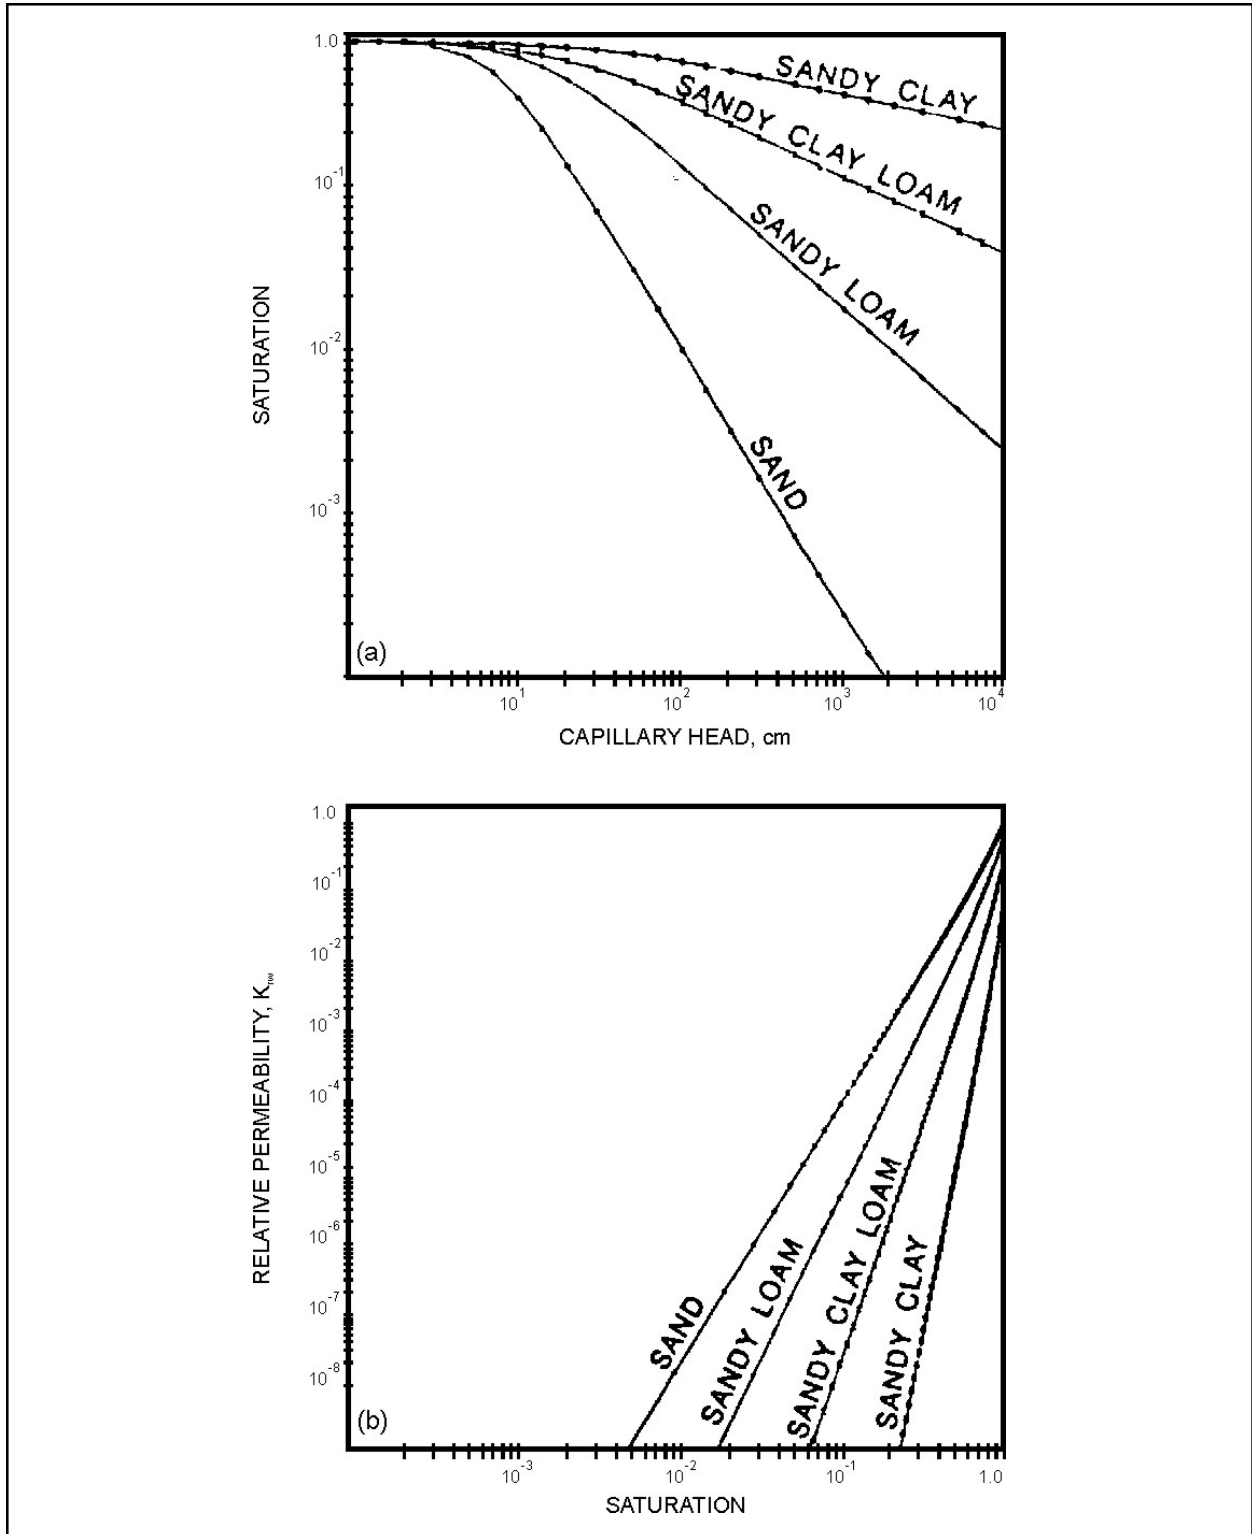 1.0
10-1
10-2
10-3
SATURATION
SANDY CLAY
SANDY CLAY LOAM
SANDY LOAM
SAND
(a)
101
102
103
104
CAPILLARY HEAD, cm
1.0
10-1
10-2
10-3
10-4
10-5
10-6
10-7
10-8
RELATIVE PERMEABILITY, K
SAND
SANDY LOAM
SANDY CLAY LOAM
SANDY CLAY
(b)
10-3
10-2
10-1
1.0
SATURATION